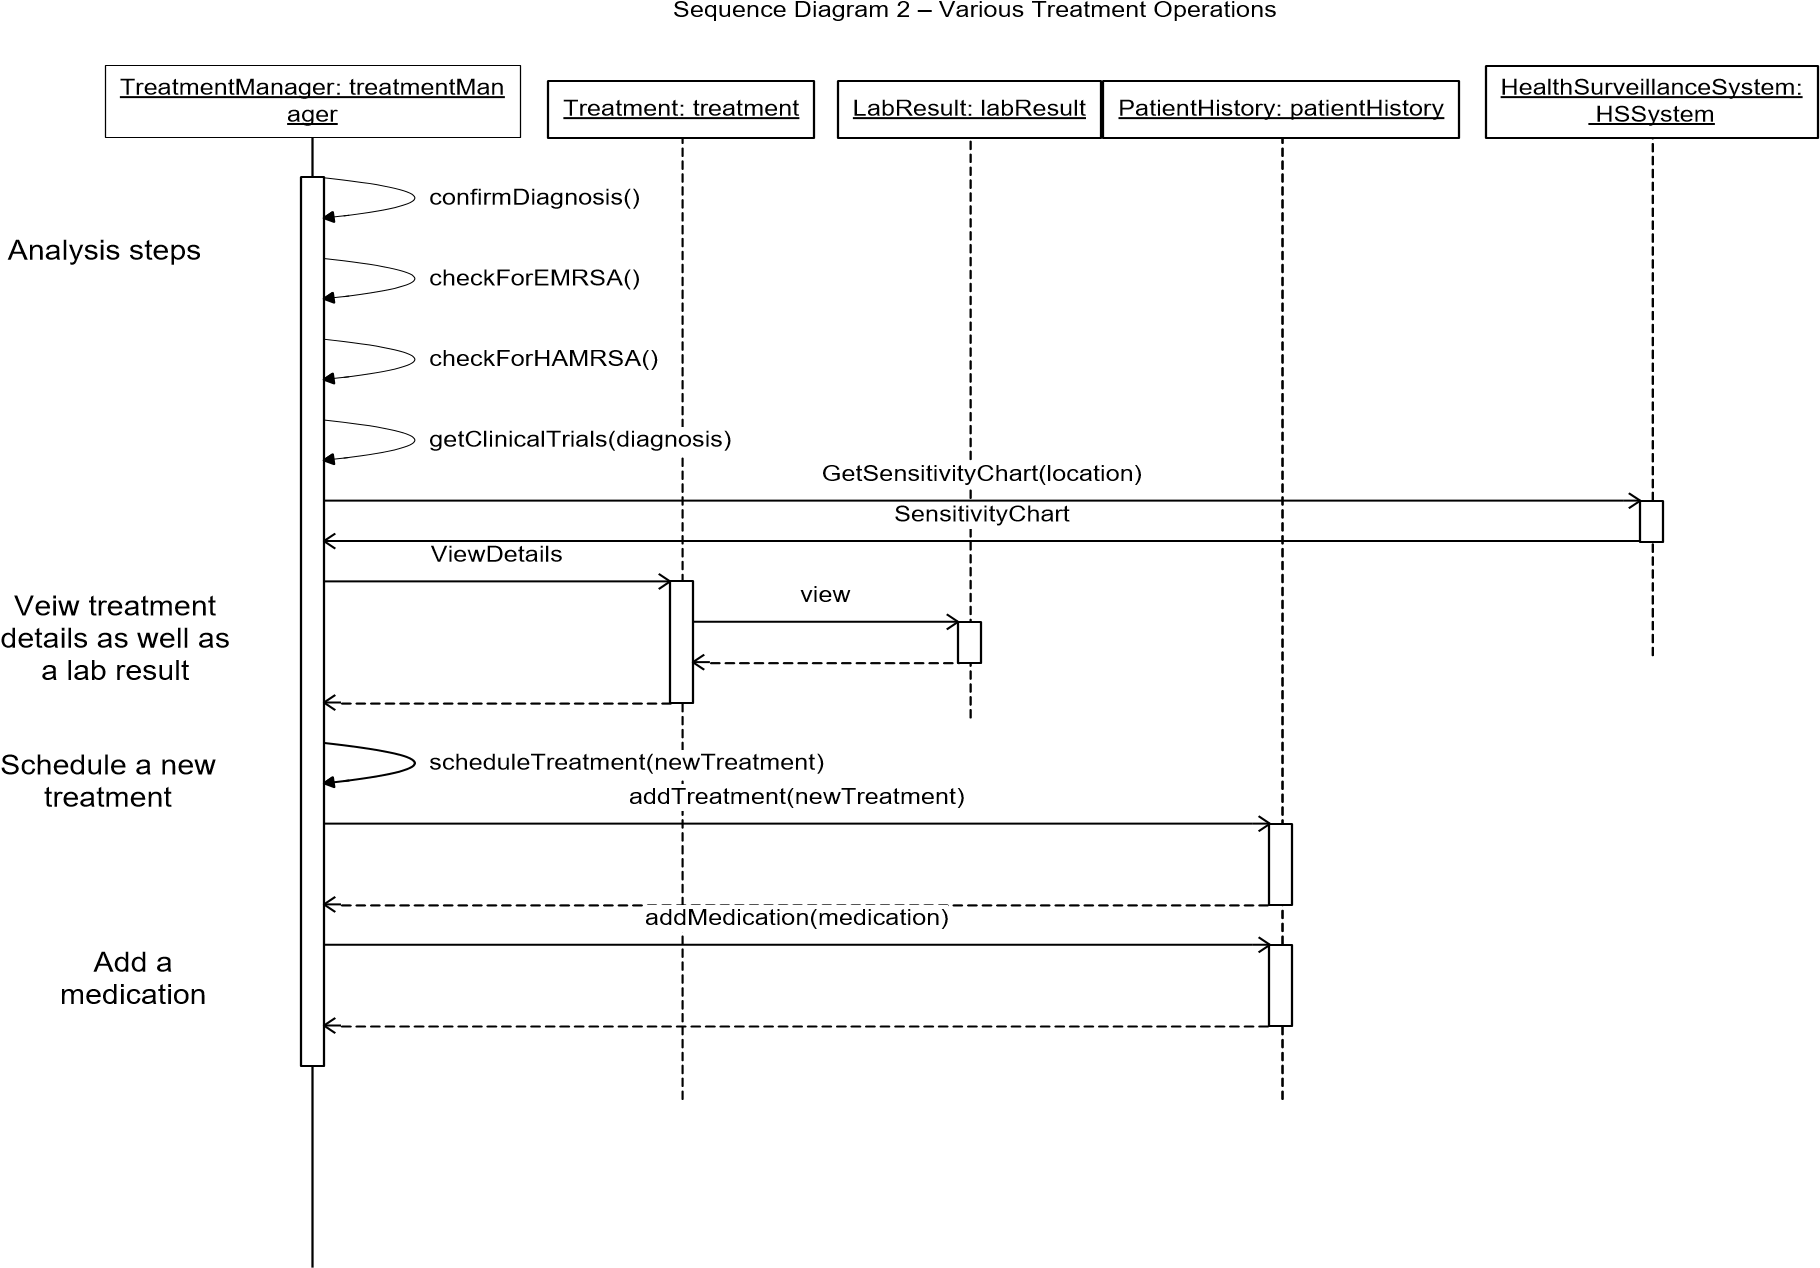 Sequence Diagram 2 – Various Treatment Operations
TreatmentManager: treatmentMan
ager
Treatment: treatment
LabResult: labResult
PatientHistory: patientHistory
HealthSurveillanceSystem:
HSSystem
confirmDiagnosis()
Analysis steps
checkForEMRSA()
checkForHAMRSA()
getClinicalTrials(diagnosis)
GetSensitivityChart(location)
SensitivityChart
ViewDetails
view
Veiw treatment
details as well as
a lab result
scheduleTreatment(newTreatment)
Schedule a new
treatment
addTreatment(newTreatment)
addMedication(medication)
Add a
medication